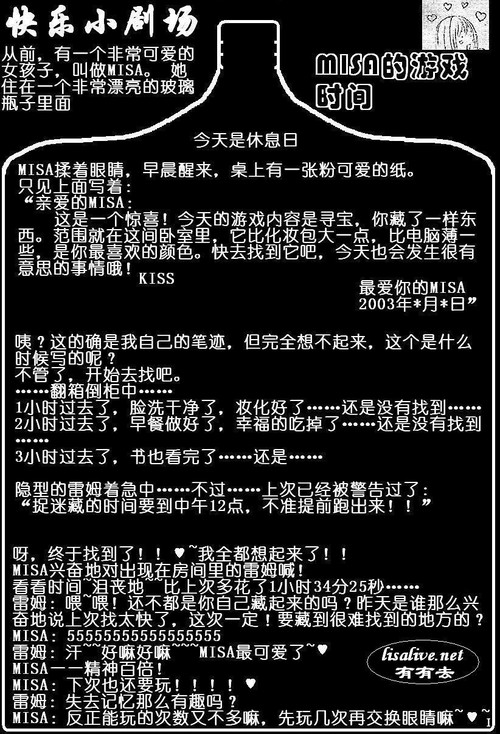 快乐小剧场
从前，有一个非常可爱的
女孩子，叫做MISA。 她
住在一个非常漂亮的玻璃
瓶子里面
MISA的游戏
时间
今天是休息日
MISA揉着眼睛，早晨醒来，桌上有一张粉可爱的纸。
只见上面写着：
“亲爱的MISA：
这是一个惊喜！今天的游戏内容是寻宝，你藏了一样东
西。范围就在这间卧室里，它比化妆包大一点，比电脑薄一
些，是你最喜欢的颜色。快去找到它吧，今天也会发生很有
意思的事情哦！
KISS
最爱你的MISA
2003年*月*日”
咦？这的确是我自己的笔迹，但完全想不起来，这个是什么
时候写的呢？
不管了，开始去找吧。
……翻箱倒柜中……
1小时过去了，脸洗干净了，妆化好了……还是没有找到……
2小时过去了，早餐做好了，幸福的吃掉了……还是没有找到
……
3小时过去了，书也看完了……还是……
隐型的雷姆着急中……不过……上次已经被警告过了：
“捉迷藏的时间要到中午12点，不准提前跑出来！！”
呀，终于找到了！！♥~我全都想起来了！！
MISA兴奋地对出现在房间里的雷姆喊！
看看时间~沮丧地~比上次多花了1小时34分25秒……
雷姆：喂~喂！还不都是你自己藏起来的吗？昨天是谁那么兴
奋地说上次找太快了，这次一定！要藏到很难找到的地方的？
MISA：55555555555555555
雷姆：汗~~好嘛好嘛~~~MISA最可爱了~♥
MISA——精神百倍！
MISA：下次也还要玩！！！！♥
雷姆：失去记忆那么有趣吗？
MISA：反正能玩的次数又不多嘛，先玩几次再交换眼睛嘛~♥~
lisalive.net
有有去